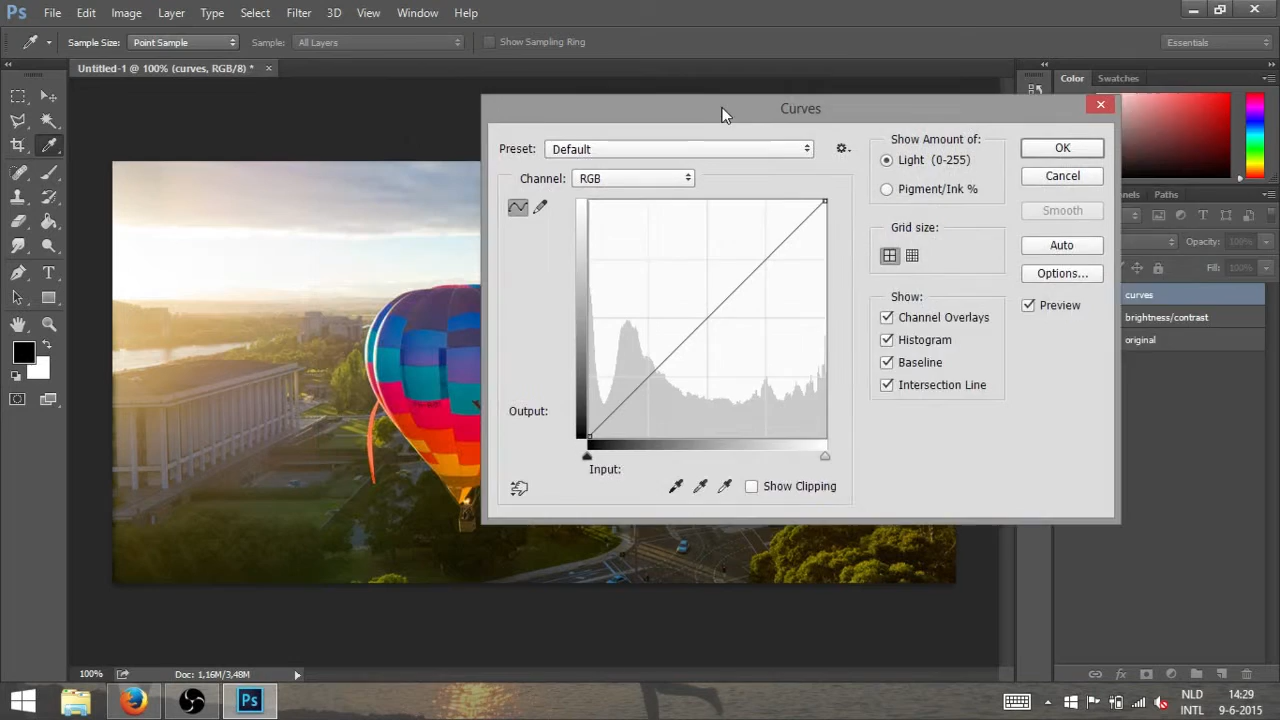 Ps File Edit Image Layer Type Select Filter 3D View Window Help
Sample Size: Point Sample Sample: All Layers Show Sampling Ring Essentials
Untitled-1 @ 100% (curves, RGB/8) * ×
Color Swatches
Curves
Preset: Default
Show Amount of:
Light (0-255)
Pigment/Ink %
OK
Cancel
Channel: RGB
Smooth
Grid size:
Auto
Options...
Show:
Channel Overlays
Histogram
Baseline
Intersection Line
Preview
Output:
Input:
Show Clipping
Paths
Opacity: 100%
Fill: 100%
curves
brightness/contrast
original
100% Doc: 1,16M/3,48M
Ps
NLD
INTL
14:29
9-6-2015